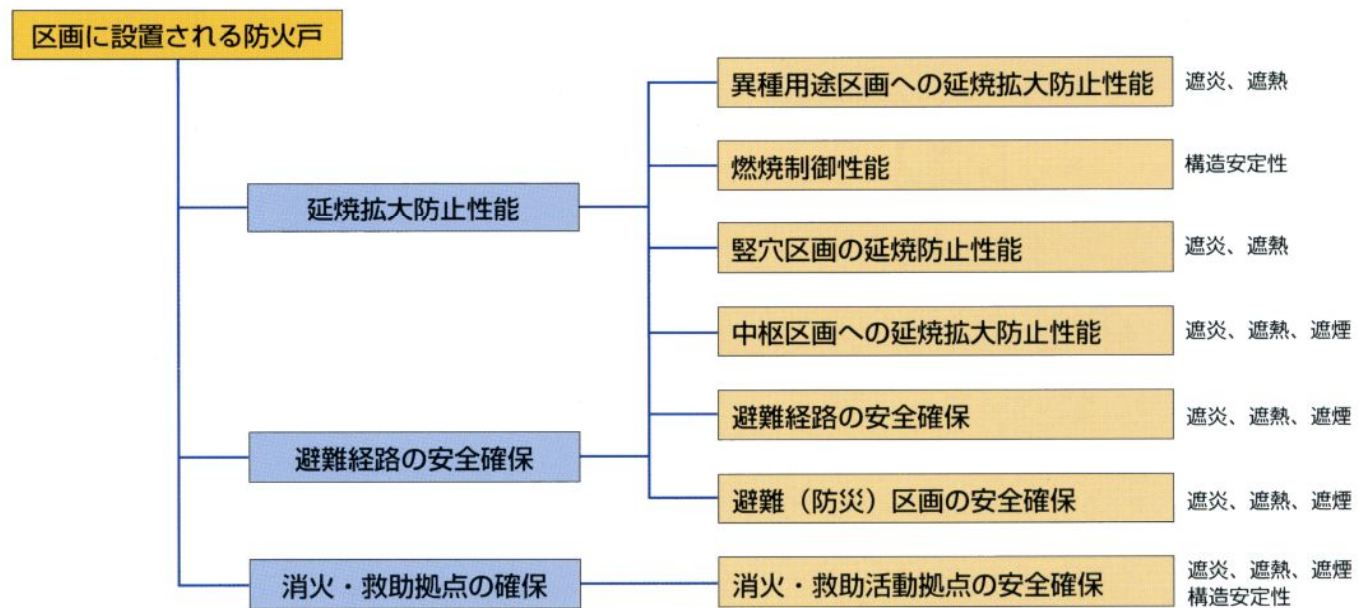 区画に設置される防火戸
延焼拡大防止性能
避難経路の安全確保
消火・救助拠点の確保
異種用途区画への延焼拡大防止性能 遮炎、遮熱
燃焼制御性能 構造安定性
竪穴区画の延焼防止性能 遮炎、遮熱
中枢区画への延焼拡大防止性能 遮炎、遮熱、遮煙
避難経路の安全確保 遮炎、遮熱、遮煙
避難（防災）区画の安全確保 遮炎、遮熱、遮煙
消火・救助活動拠点の安全確保 遮炎、遮熱、遮煙
構造安定性